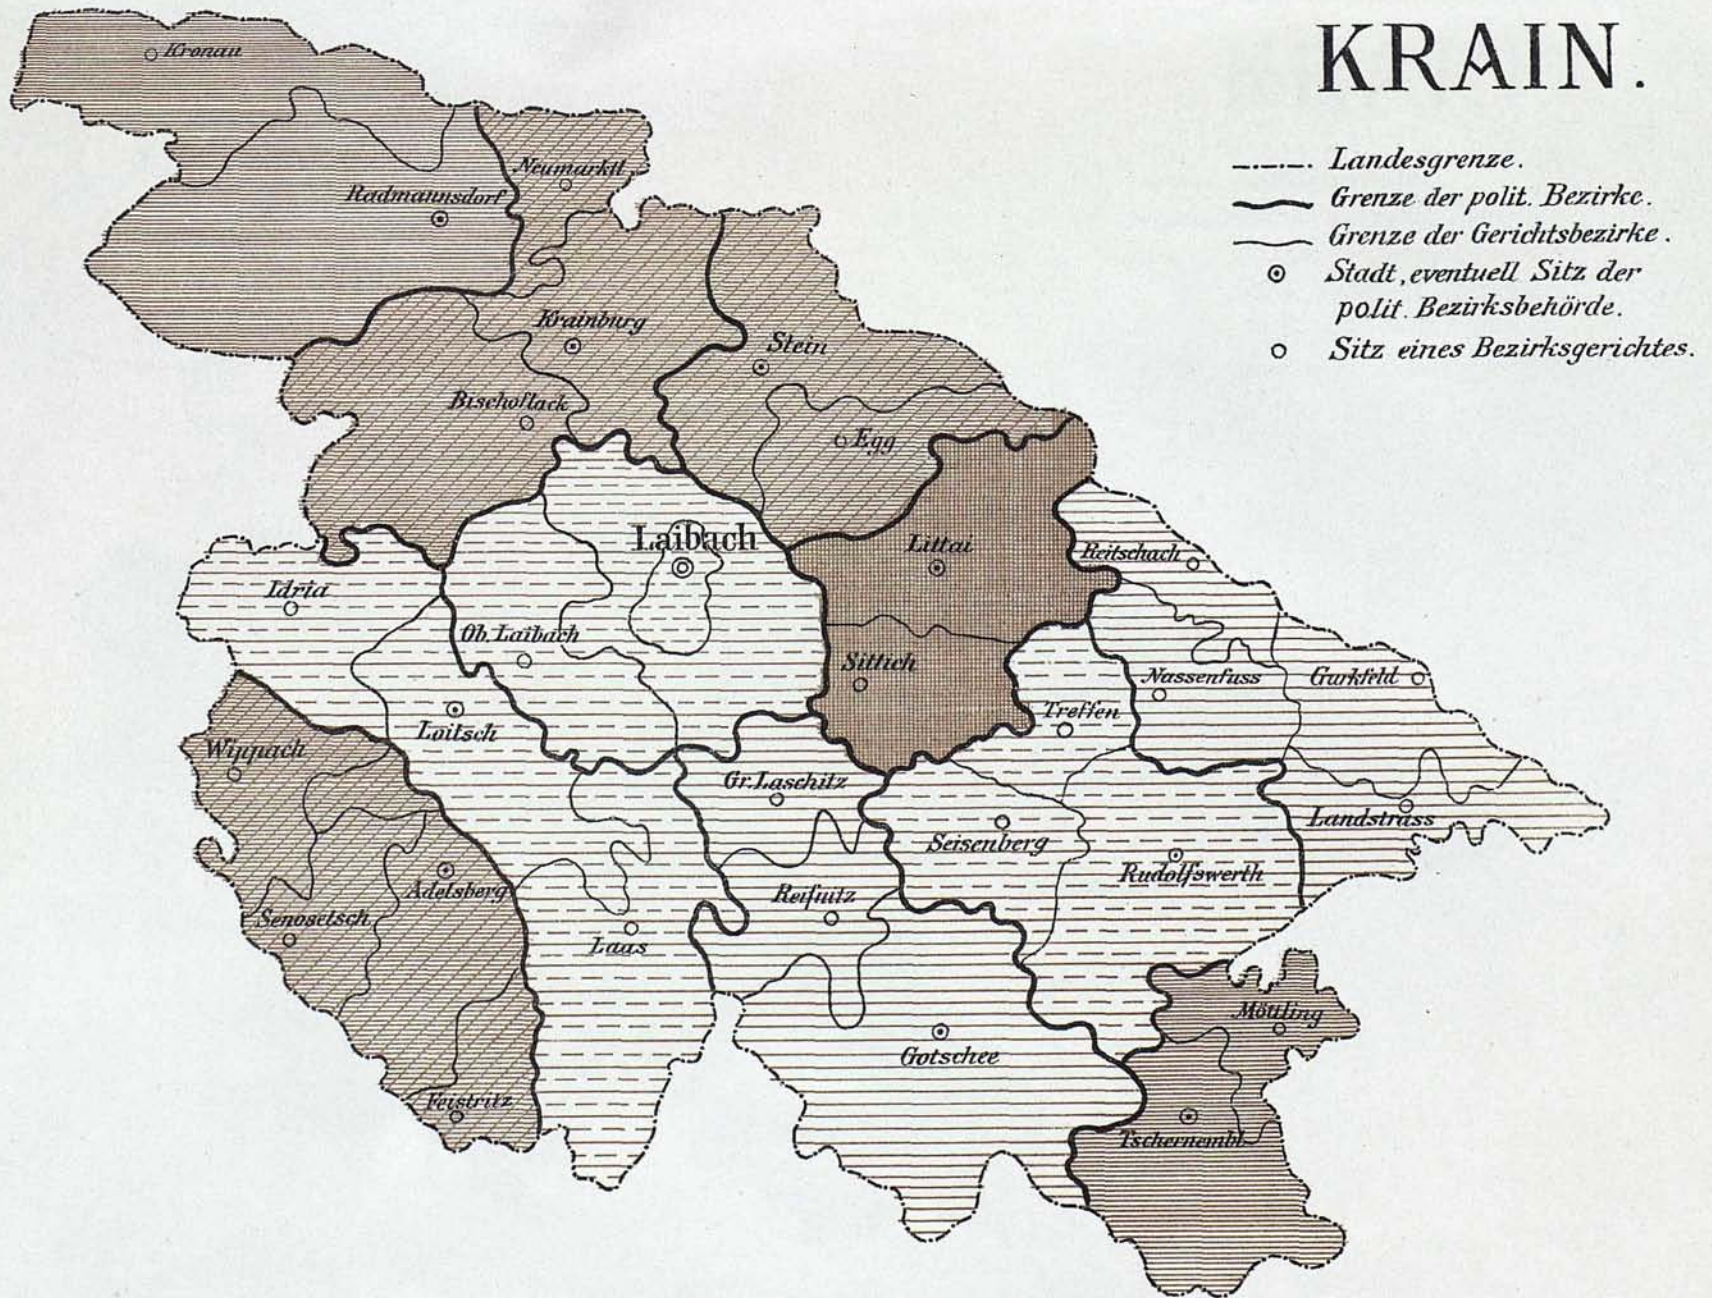 KRAIN.
Landesgrenze.
Grenze der polit. Bezirke.
Grenze der Gerichtsbezirke.
Stadt, eventuell Sitz der
polit. Bezirksbehörde.
Sitz eines Bezirksgerichtes.
Kronau
Neumarktl
Radmannsdorf
Krainburg
Stein
Bischoflack
Egg
Laibach
Littai
Reitschach
Idria
Ob. Laibach
Sittich
Nassenfuss
Gurkfeld
Treffen
Loitsch
Wippach
Gr. Laschitz
Landstrass
Seisenberg
Rudolfswerth
Adelsberg
Reifnitz
Senosetsch
Laas
Möttling
Gotschee
Feistritz
Tschernembl